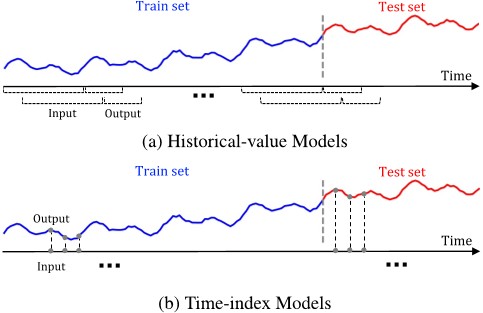 Train set
Test set
Time
Input
Output
(a) Historical-value Models
Train set
Test set
Output
Time
Input
(b) Time-index Models